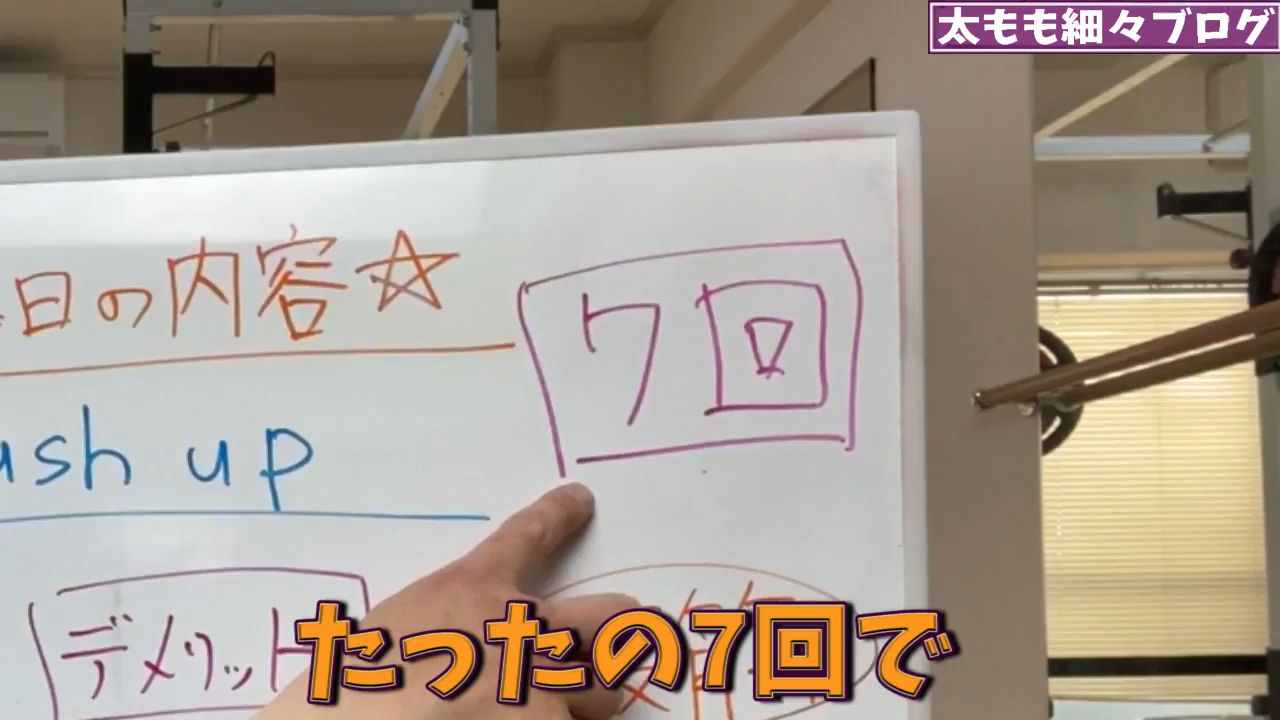 太もも細々ブログ
日の内容☆
7回
ush up
デメリット
たったの7回で